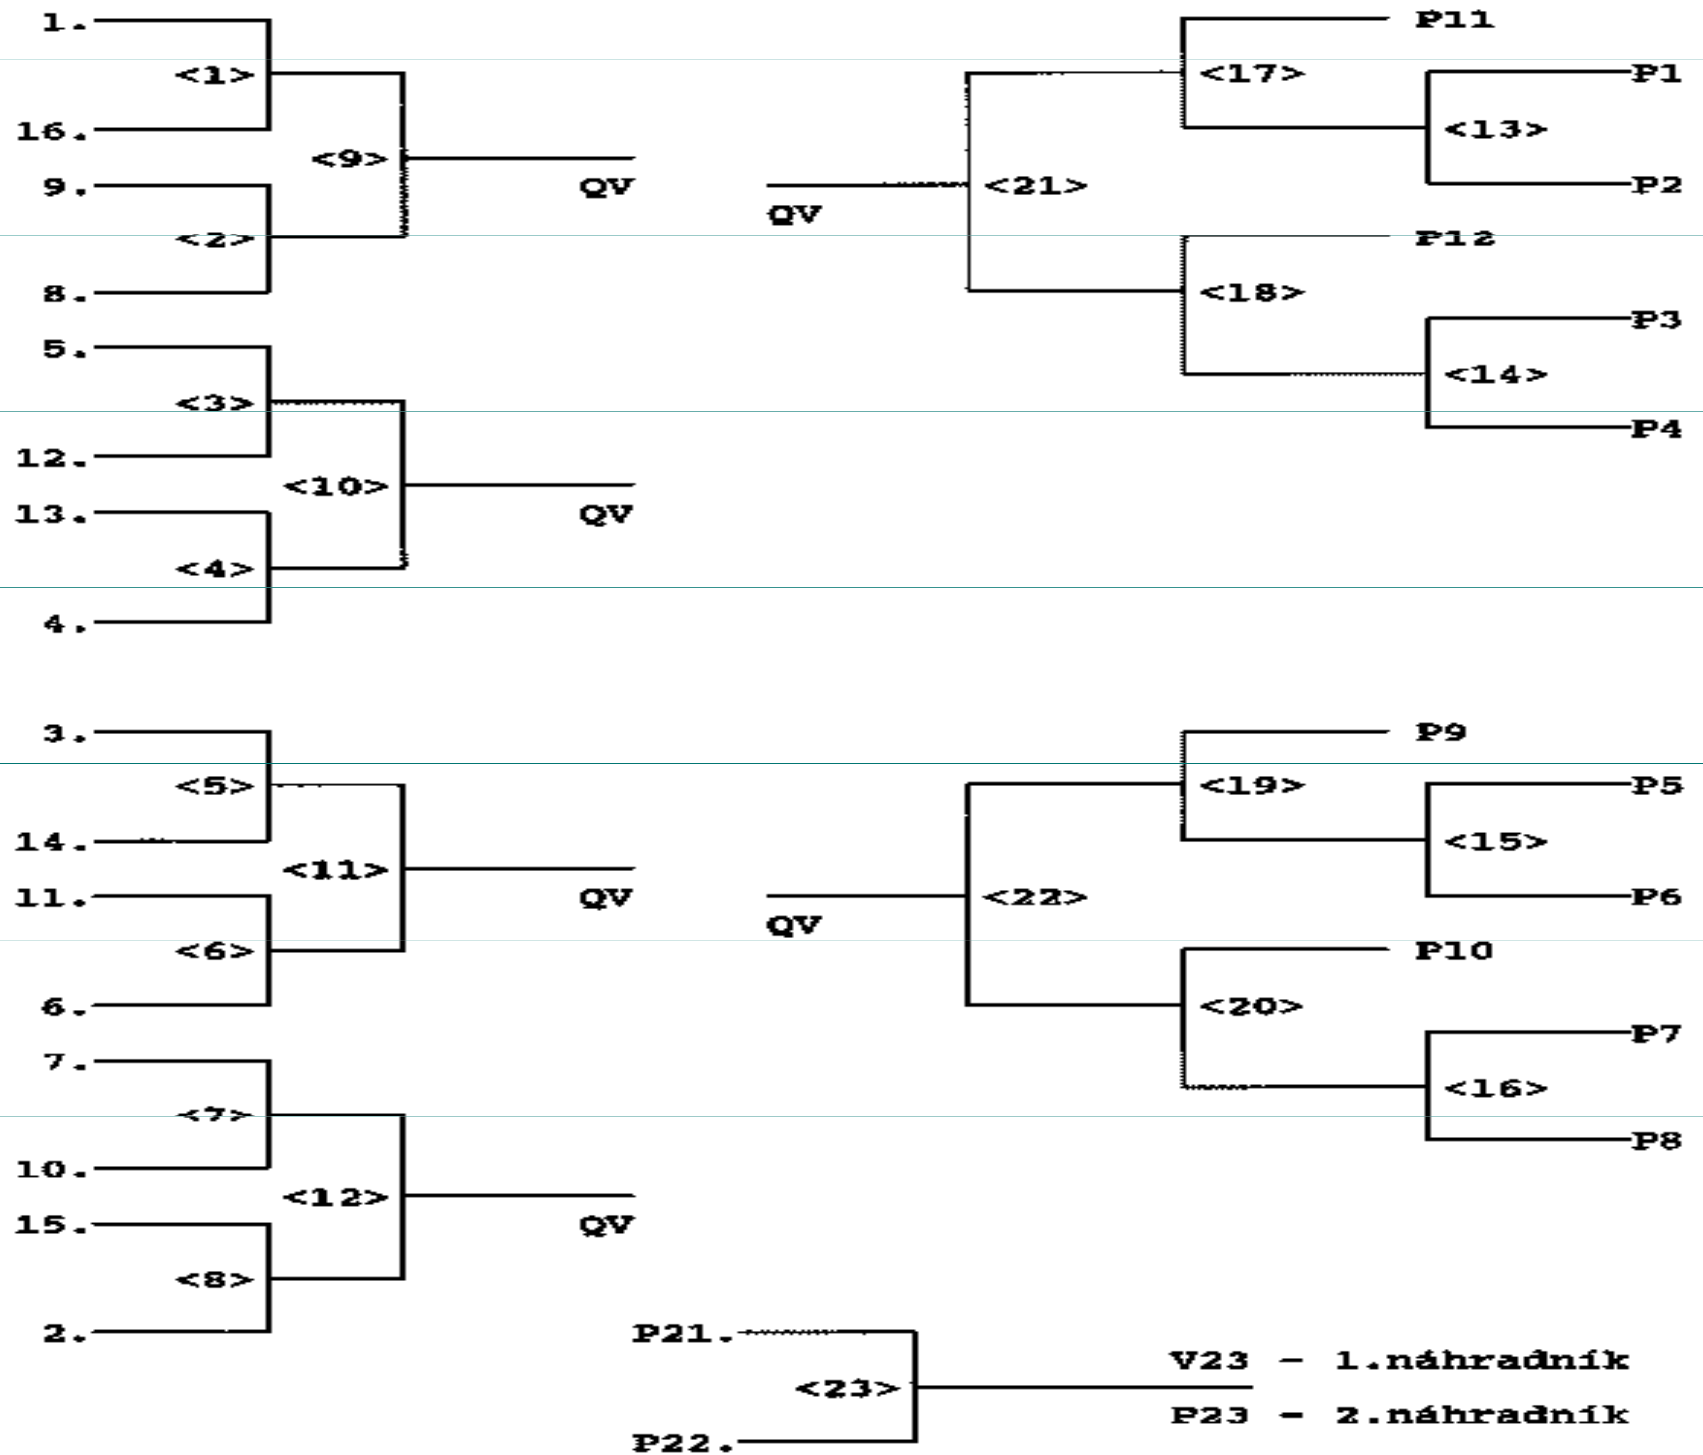 1.
<1>
16.
<9>
QV
9.
<2>
8.
5.
<3>
12.
<10>
QV
13.
<4>
4.
P11
<17>
P1
<13>
P2
<21>
QV
P12
<18>
P3
<14>
P4
3.
<5>
14.
<11>
QV
11.
<6>
6.
7.
<7>
10.
<12>
QV
15.
<8>
2.
P9
<19>
P5
<15>
P6
<22>
QV
P10
<20>
P7
<16>
P8
P21.
<23>
P22.
V23 - 1.náhradník
P23 - 2.náhradník